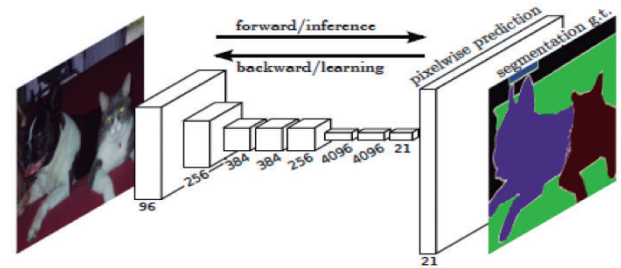 forward/inference
backward/learning
pixelwise prediction
segmentation g.t.
96
256
384
384
256
4096
4096
21
21